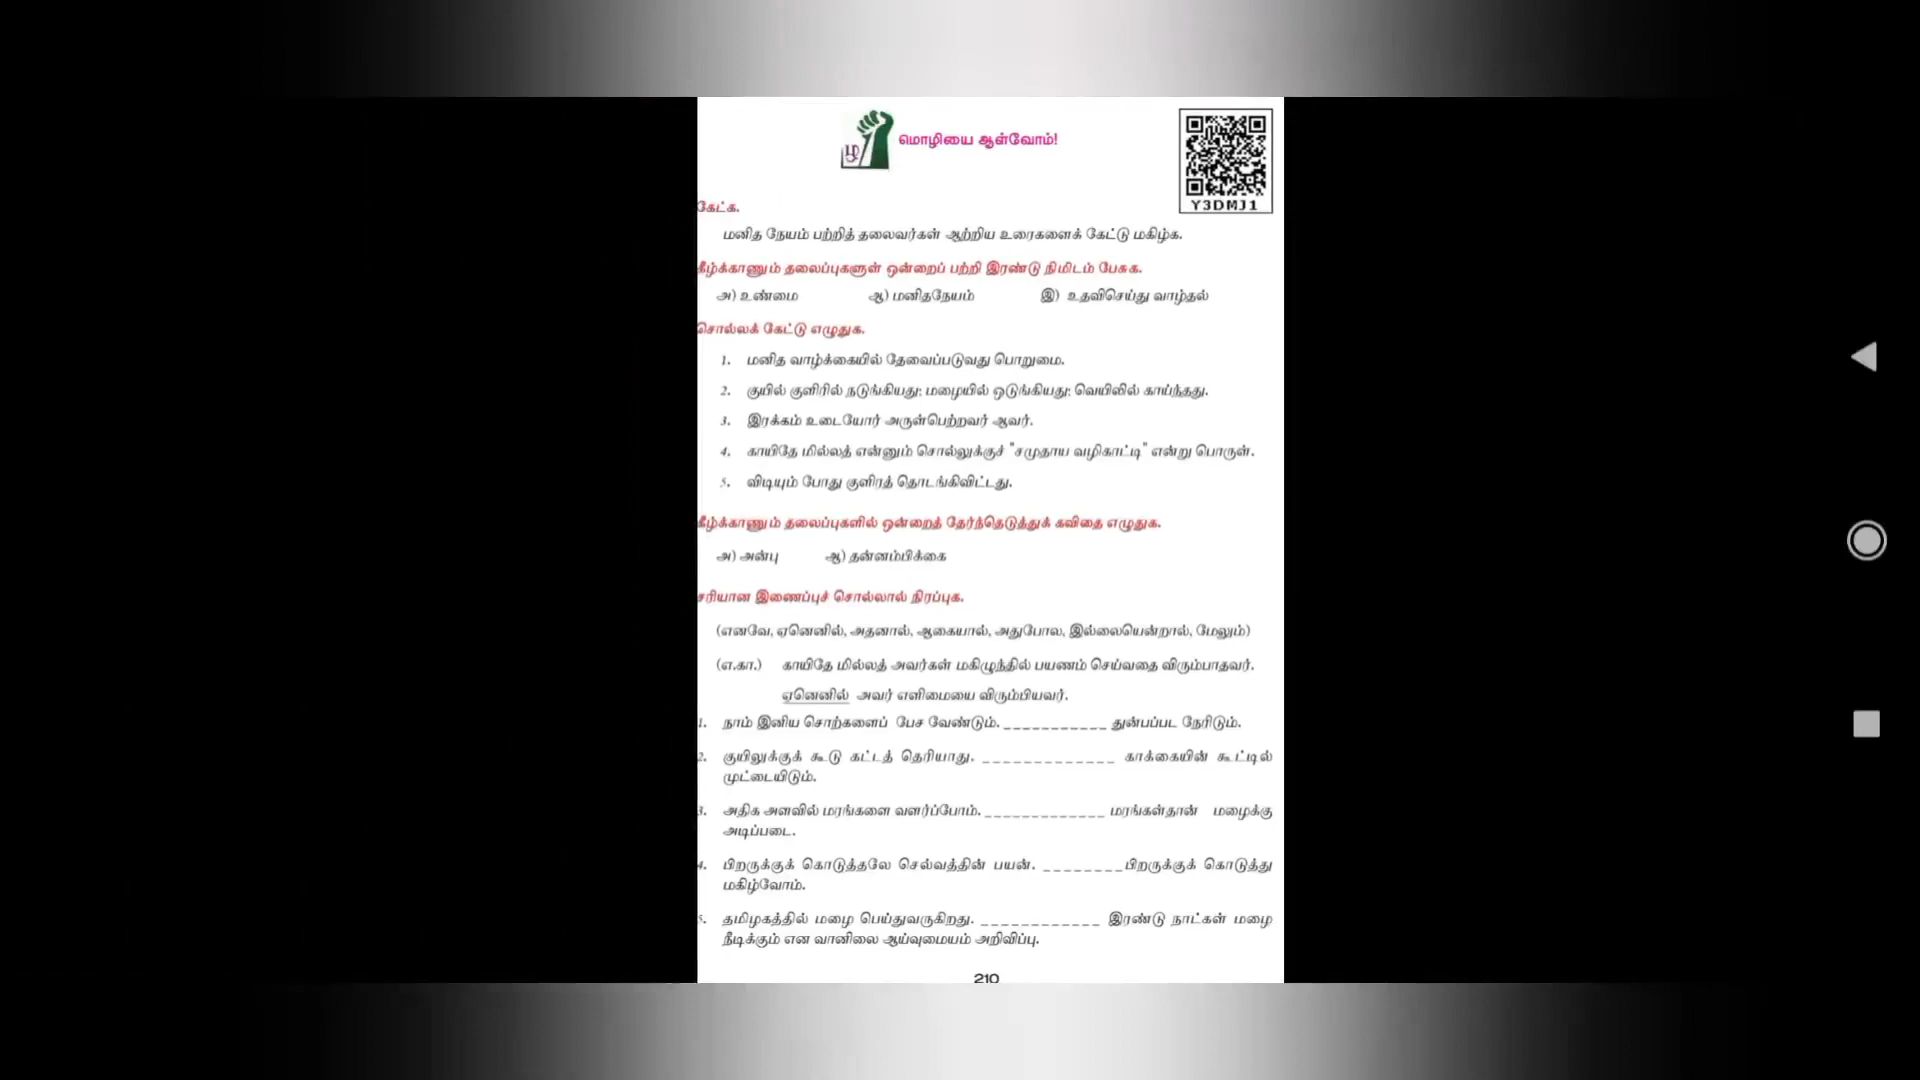 ழ
மொழியை ஆள்வோம்!
Y3DMJ1
கேட்க.
மனித நேயம் பற்றித் தலைவர்கள் ஆற்றிய உரைகளைக் கேட்டு மகிழ்க.
கீழ்க்காணும் தலைப்புகளுள் ஒன்றைப் பற்றி இரண்டு நிமிடம் பேசுக.
அ) உண்மை ஆ) மனிதநேயம் இ) உதவிசெய்து வாழ்தல்
சொல்லக் கேட்டு எழுதுக.
1. மனித வாழ்க்கையில் தேவைப்படுவது பொறுமை.
2. குயில் குளிரில் நடுங்கியது; மழையில் ஒடுங்கியது; வெயிலில் காய்ந்தது.
3. இரக்கம் உடையோர் அருள்பெற்றவர் ஆவர்.
4. காயிதே மில்லத் என்னும் சொல்லுக்குச் "சமுதாய வழிகாட்டி" என்று பொருள்.
5. விடியும் போது குளிரத் தொடங்கிவிட்டது.
கீழ்க்காணும் தலைப்புகளில் ஒன்றைத் தேர்ந்தெடுத்துக் கவிதை எழுதுக.
அ) அன்பு ஆ) தன்னம்பிக்கை
சரியான இணைப்புச் சொல்லால் நிரப்புக.
(எனவே, ஏனெனில், அதனால், ஆகையால், அதுபோல, இல்லையென்றால், மேலும்)
(எ.கா.) காயிதே மில்லத் அவர்கள் மகிழுந்தில் பயணம் செய்வதை விரும்பாதவர்.
ஏனெனில் அவர் எளிமையை விரும்பியவர்.
1. நாம் இனிய சொற்களைப் பேச வேண்டும். ___________ துன்பப்பட நேரிடும்.
2. குயிலுக்குக் கூடு கட்டத் தெரியாது. _____________ காக்கையின் கூட்டில்
முட்டையிடும்.
3. அதிக அளவில் மரங்களை வளர்ப்போம். _____________ மரங்கள்தான் மழைக்கு
அடிப்படை.
4. பிறருக்குக் கொடுத்தலே செல்வத்தின் பயன். ________பிறருக்குக் கொடுத்து
மகிழ்வோம்.
5. தமிழகத்தில் மழை பெய்துவருகிறது. ____________ இரண்டு நாட்கள் மழை
நீடிக்கும் என வானிலை ஆய்வுமையம் அறிவிப்பு.
210